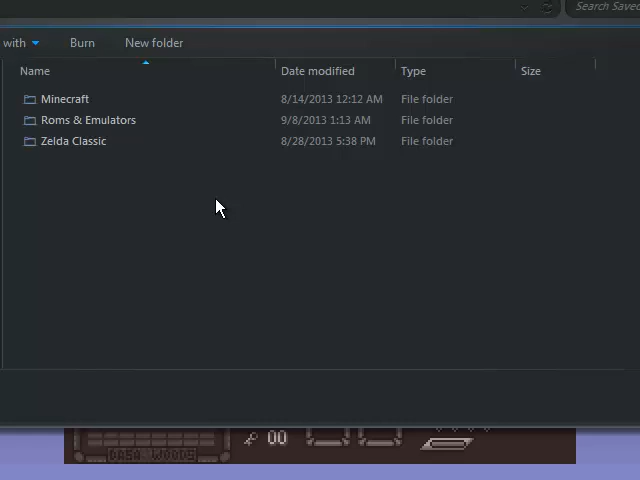 Search Saved
with Burn New folder
Name Date modified Type Size
Minecraft 8/14/2013 12:12 AM File folder
Roms & Emulators 9/8/2013 1:13 AM File folder
Zelda Classic 8/28/2013 5:38 PM File folder
00
DASA WOODS